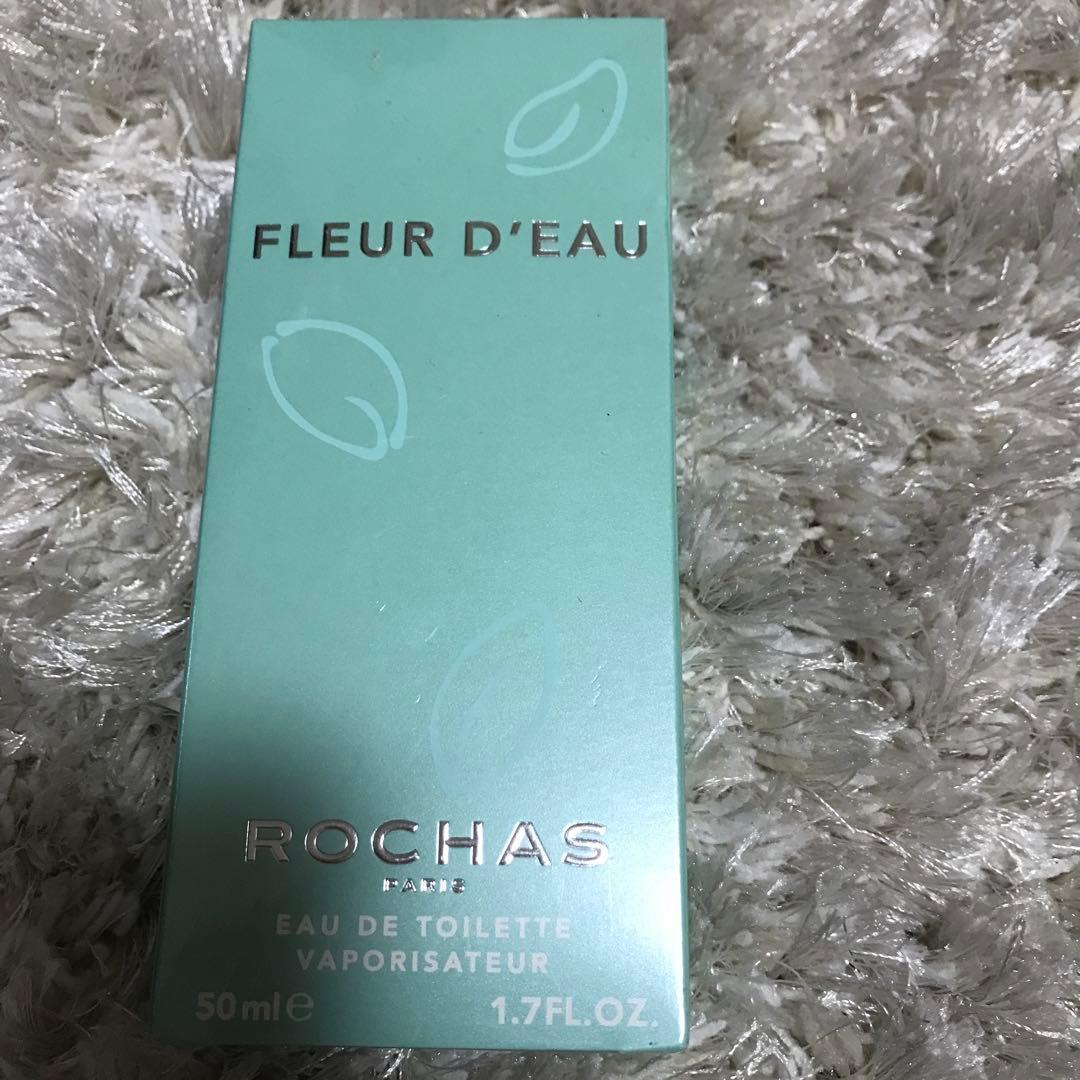 FLEUR D'EAU
ROCHAS
PARIS
EAU DE TOILETTE
VAPORISATEUR
50ml℮ 1.7FL.OZ.